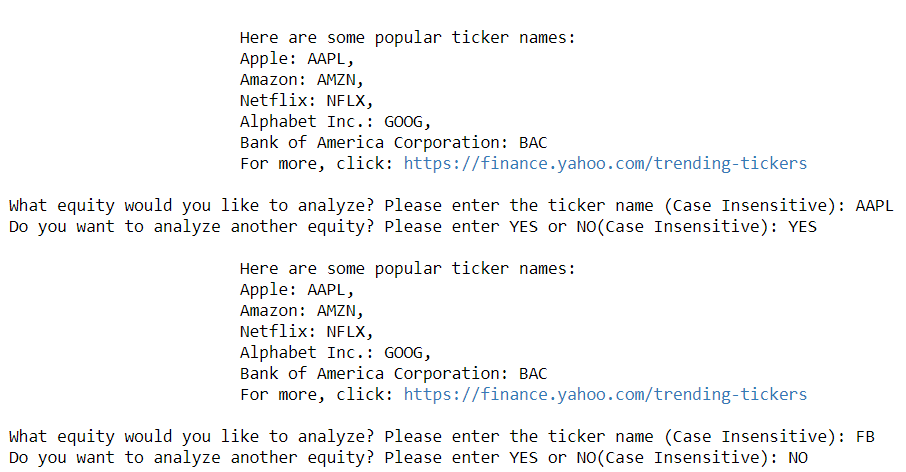 Here are some popular ticker names:
Apple: AAPL,
Amazon: AMZN,
Netflix: NFLX,
Alphabet Inc.: GOOG,
Bank of America Corporation: BAC
For more, click: https://finance.yahoo.com/trending-tickers
What equity would you like to analyze? Please enter the ticker name (Case Insensitive): AAPL
Do you want to analyze another equity? Please enter YES or NO(Case Insensitive): YES
Here are some popular ticker names:
Apple: AAPL,
Amazon: AMZN,
Netflix: NFLX,
Alphabet Inc.: GOOG,
Bank of America Corporation: BAC
For more, click: https://finance.yahoo.com/trending-tickers
What equity would you like to analyze? Please enter the ticker name (Case Insensitive): FB
Do you want to analyze another equity? Please enter YES or NO(Case Insensitive): NO